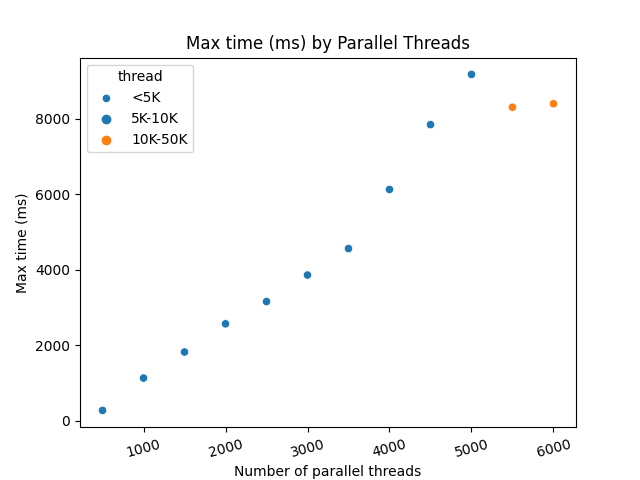 Max time (ms) by Parallel Threads
thread
<5K
5K-10K
10K-50K
Max time (ms)
8000
6000
4000
2000
0
1000 2000 3000 4000 5000 6000
Number of parallel threads